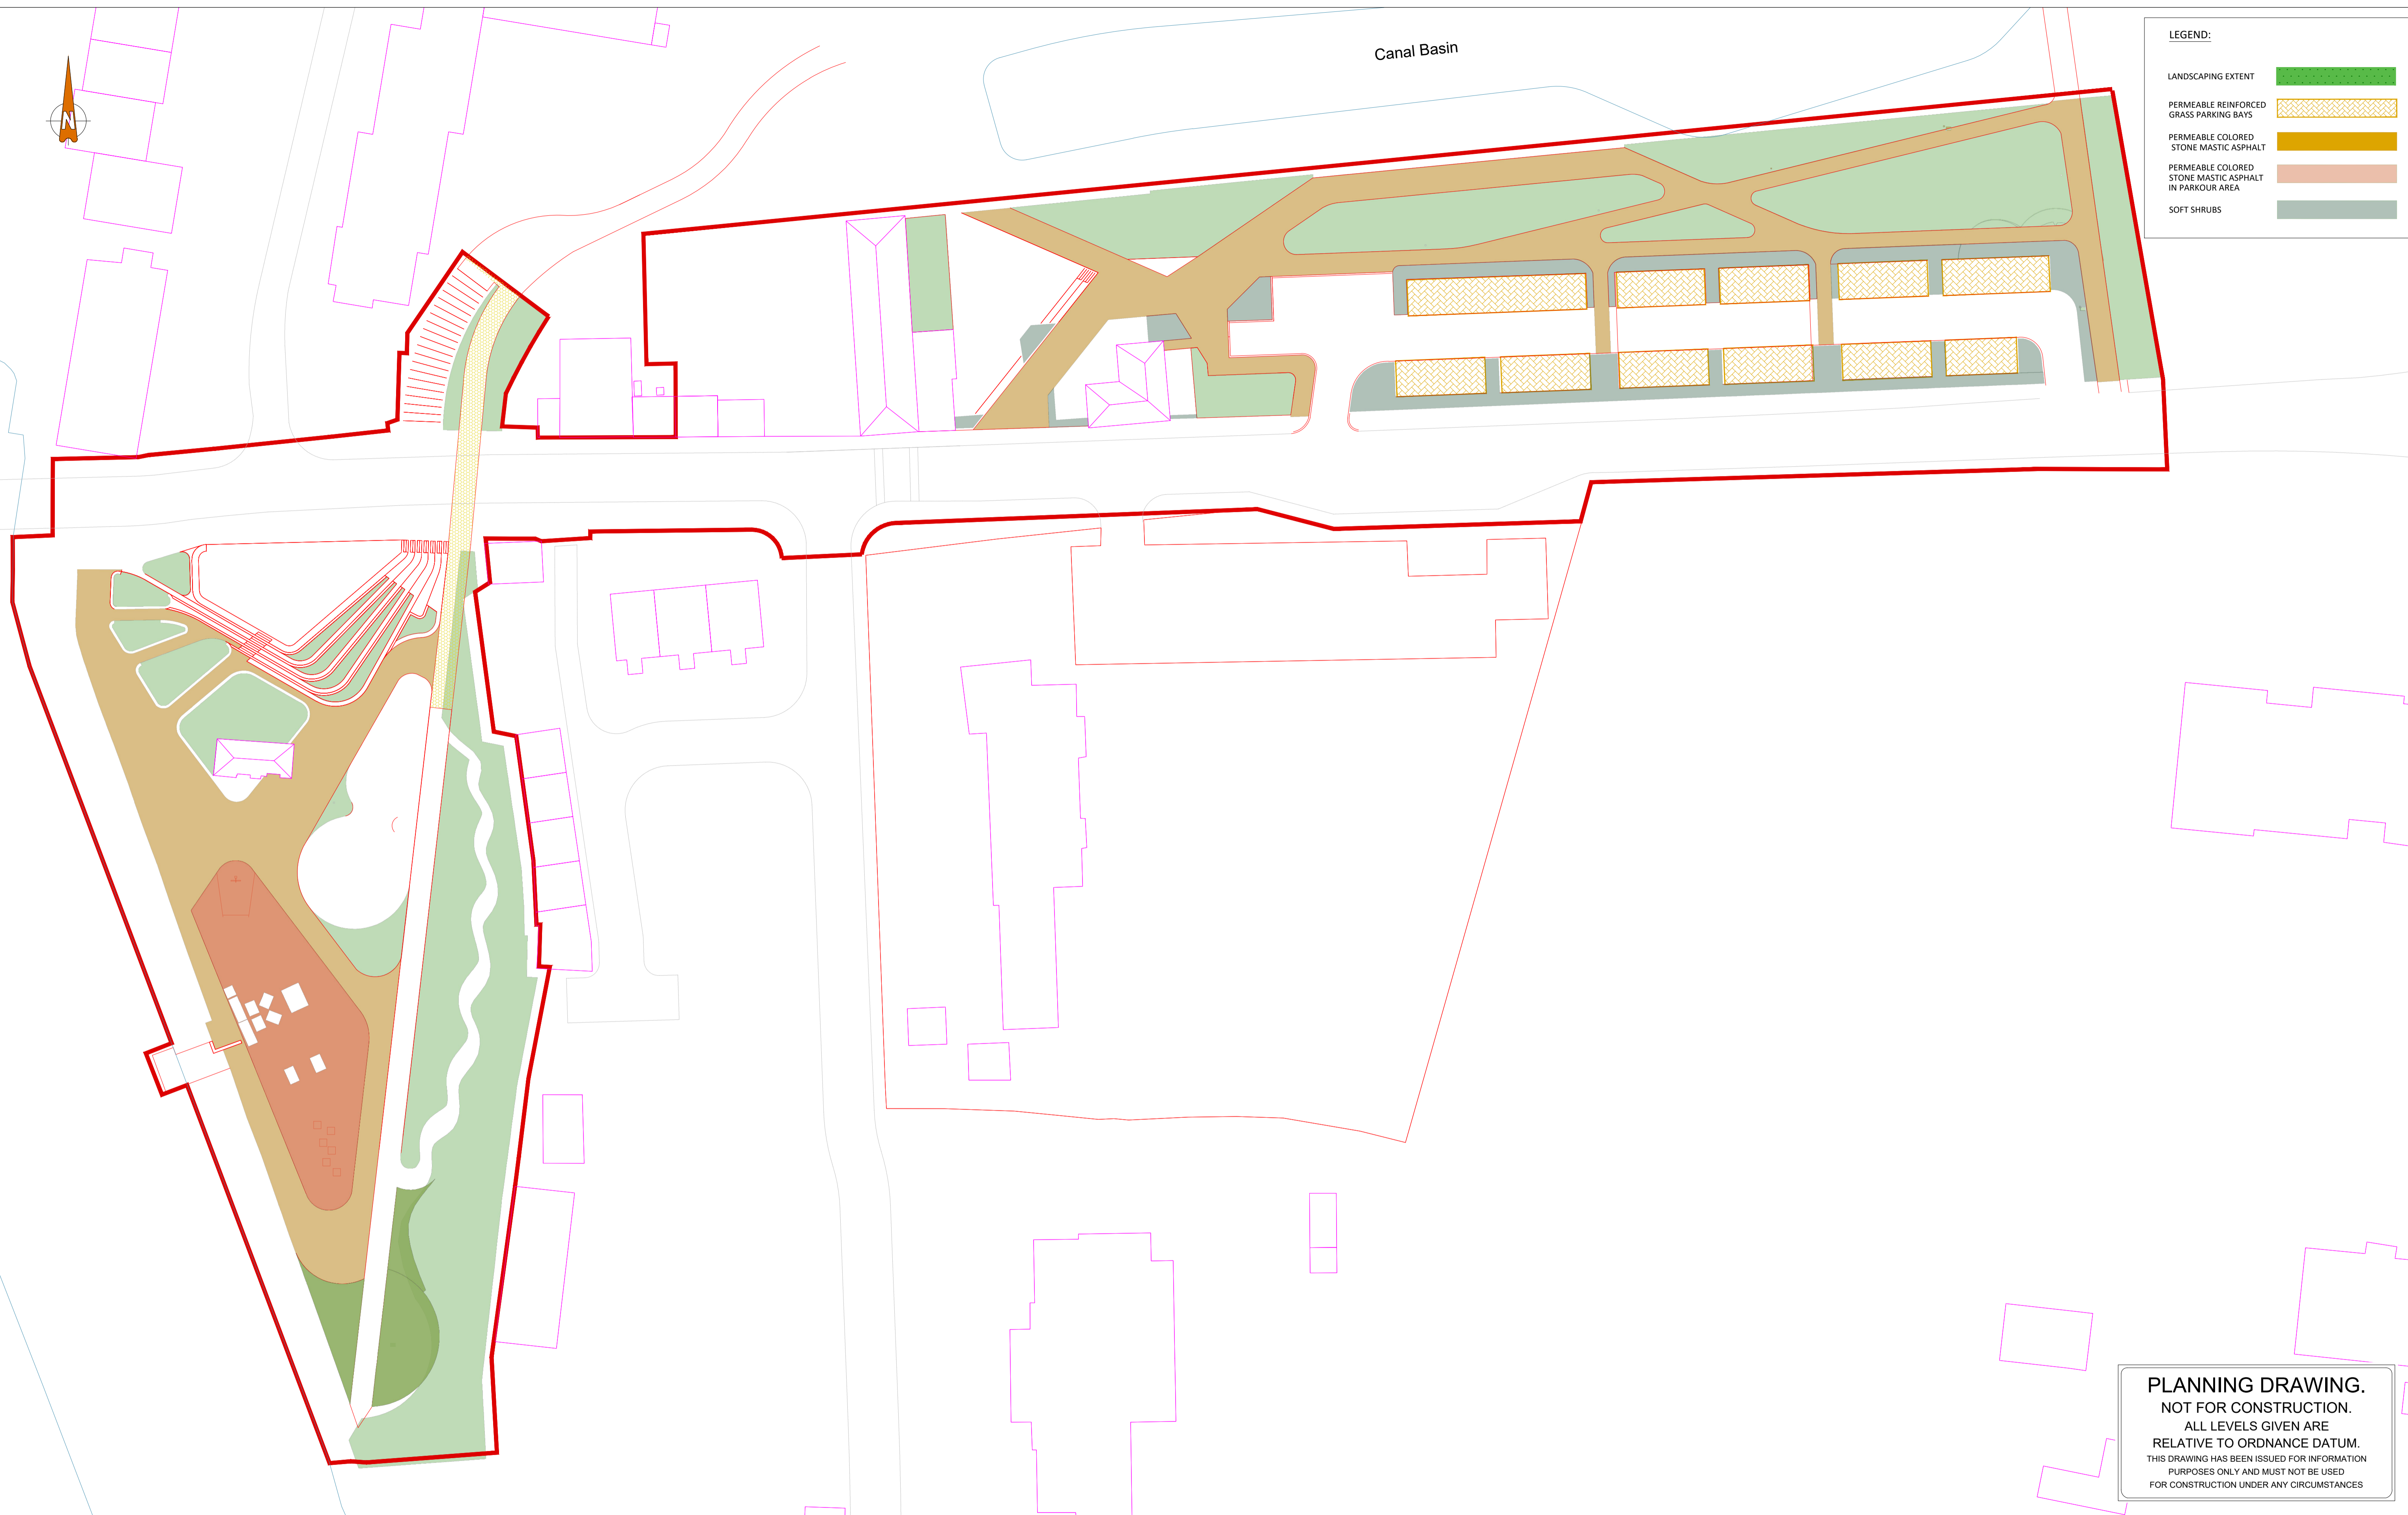 Canal Basin
N
LEGEND:
LANDSCAPING EXTENT
PERMEABLE REINFORCED
GRASS PARKING BAYS
PERMEABLE COLORED
STONE MASTIC ASPHALT
PERMEABLE COLORED
STONE MASTIC ASPHALT
IN PARKOUR AREA
SOFT SHRUBS
PLANNING DRAWING.
NOT FOR CONSTRUCTION.
ALL LEVELS GIVEN ARE
RELATIVE TO ORDNANCE DATUM.
THIS DRAWING HAS BEEN ISSUED FOR INFORMATION
PURPOSES ONLY AND MUST NOT BE USED
FOR CONSTRUCTION UNDER ANY CIRCUMSTANCES